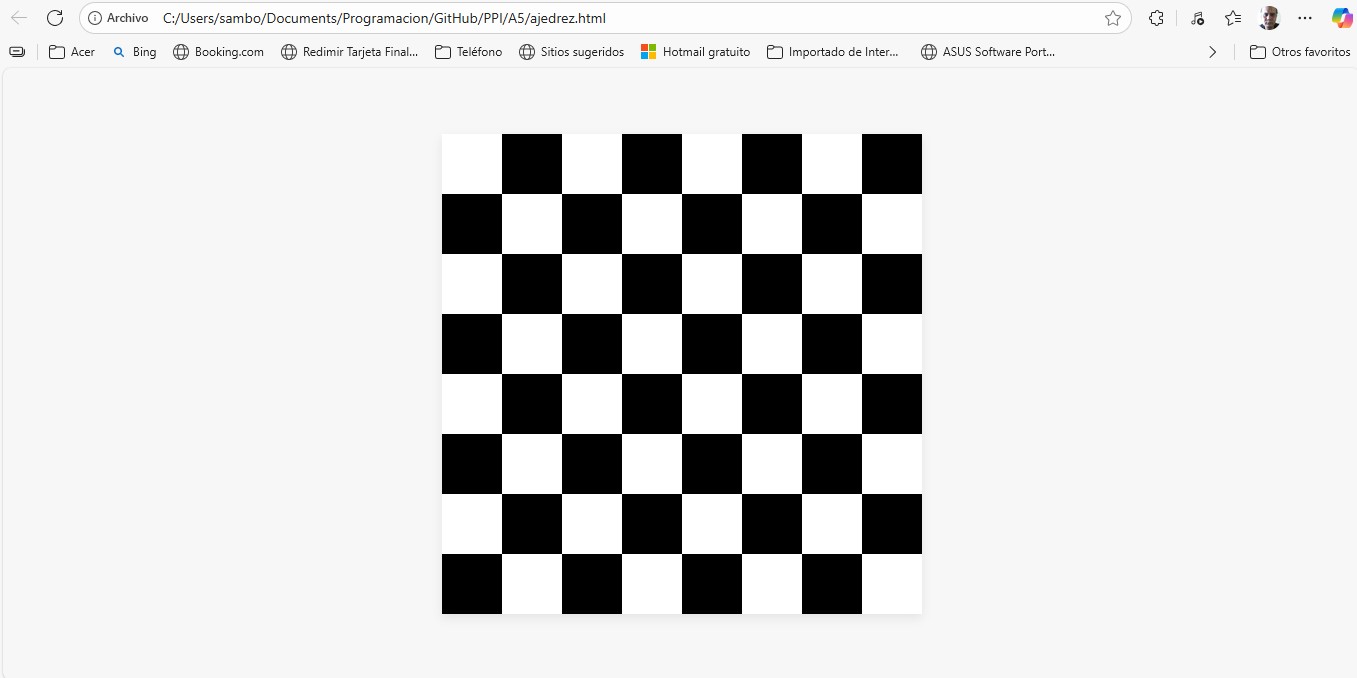 Archivo C:/Users/sambo/Documents/Programacion/GitHub/PPI/A5/ajedrez.html
Acer Bing Booking.com Redimir Tarjeta Final... Teléfono Sitios sugeridos Hotmail gratuito Importado de Inter... ASUS Software Port... Otros favoritos